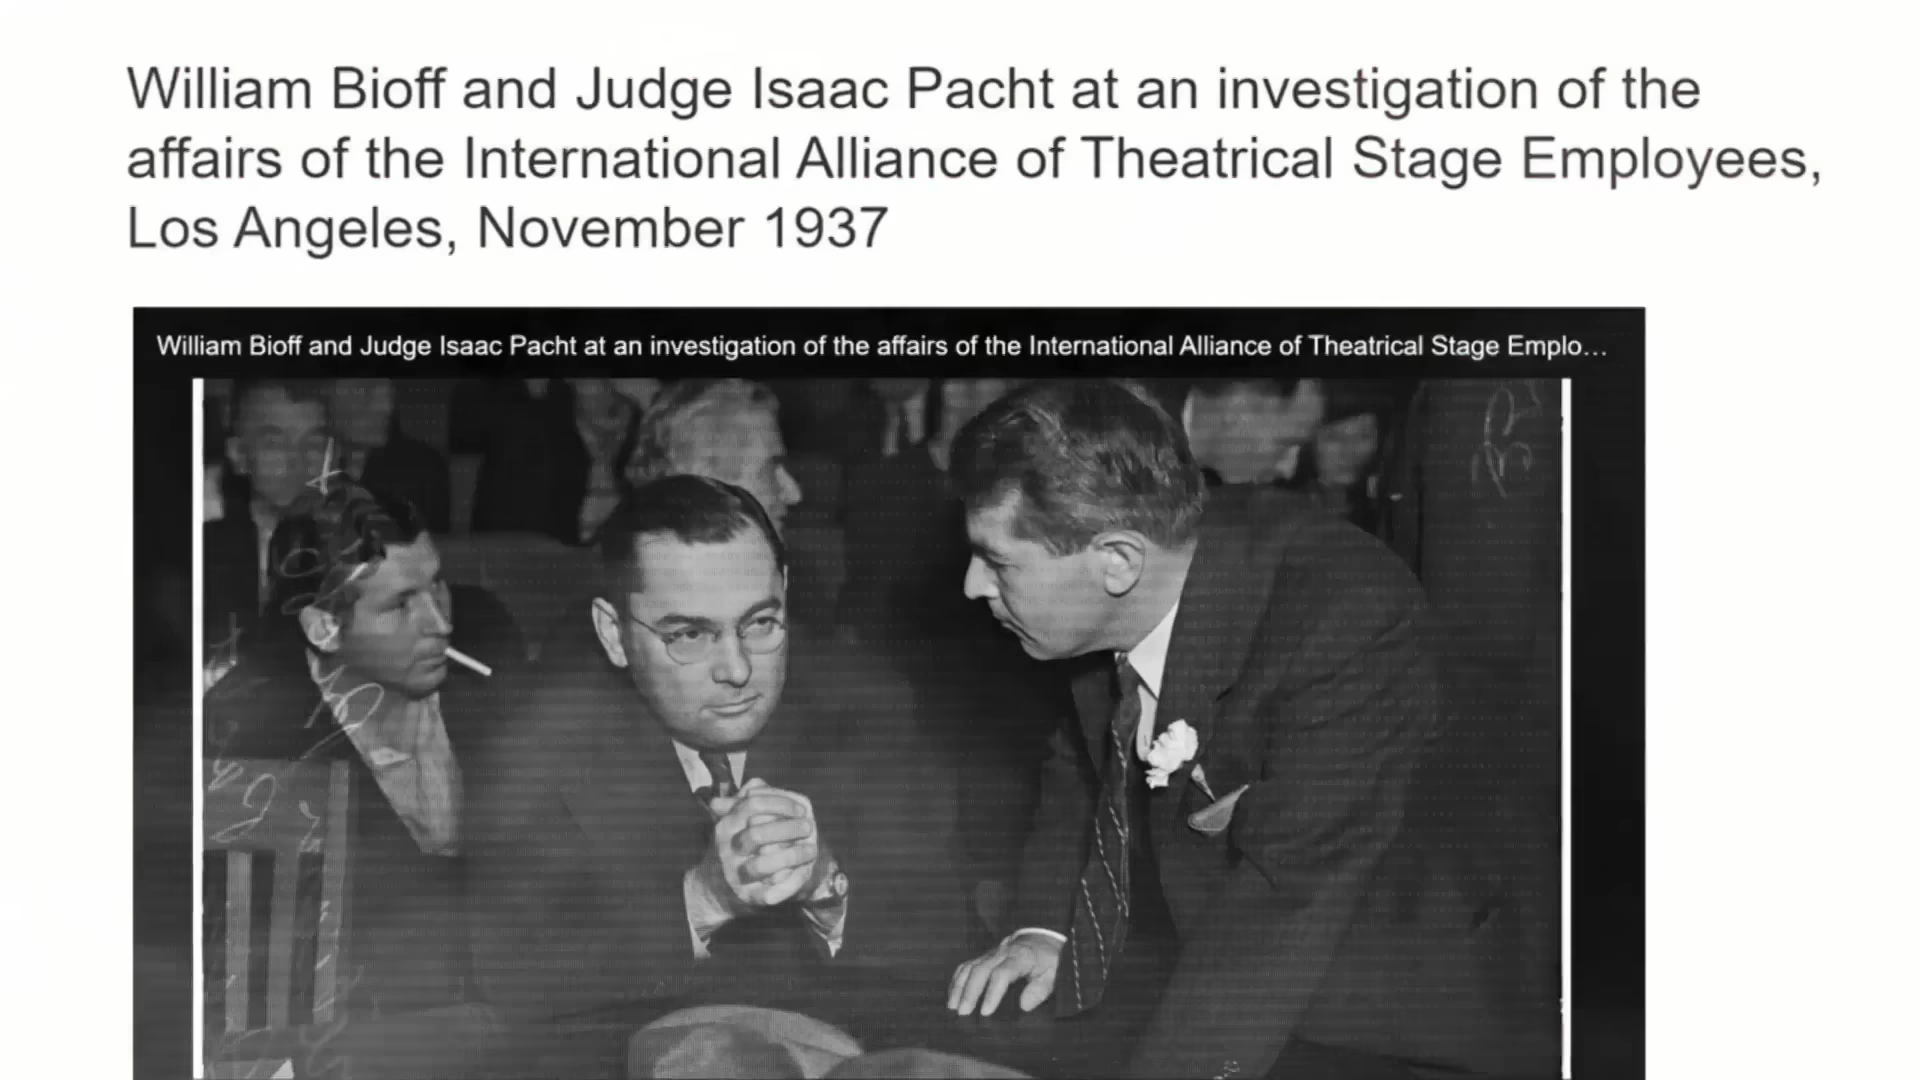 William Bioff and Judge Isaac Pacht at an investigation of the
affairs of the International Alliance of Theatrical Stage Employees,
Los Angeles, November 1937
William Bioff and Judge Isaac Pacht at an investigation of the affairs of the International Alliance of Theatrical Stage Emplo...